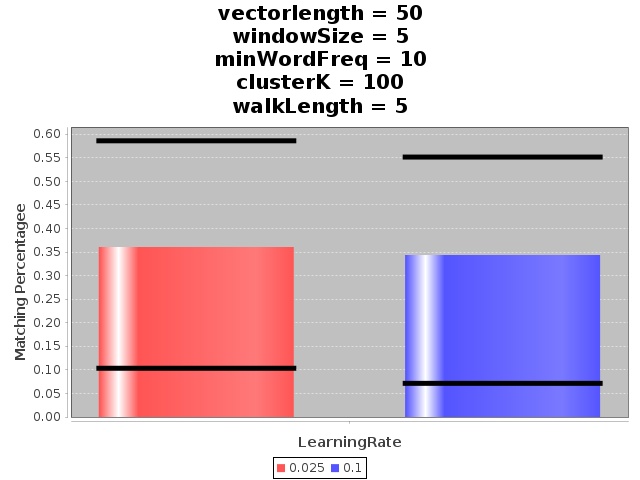 vectorlength = 50
windowSize = 5
minWordFreq = 10
clusterK = 100
walkLength = 5
0.60
0.55
0.50
0.45
0.40
0.35
0.30
0.25
0.20
0.15
0.10
0.05
0.00
Matching Percentagee
LearningRate
0.025 0.1